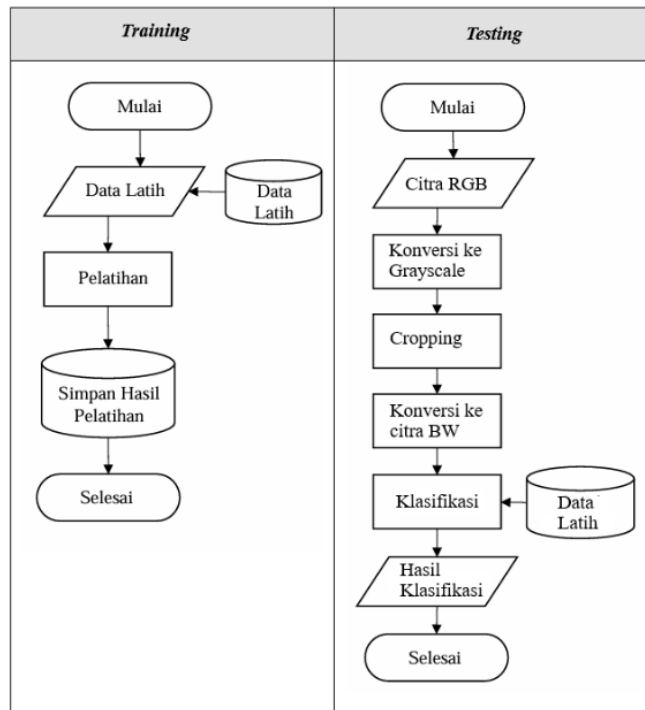 Training
Mulai
Data Latih
Data
Latih
Pelatihan
Simpan Hasil
Pelatihan
Selesai
Testing
Mulai
Citra RGB
Konversi ke
Grayscale
Cropping
Konversi ke
citra BW
Klasifikasi
Data
Latih
Hasil
Klasifikasi
Selesai